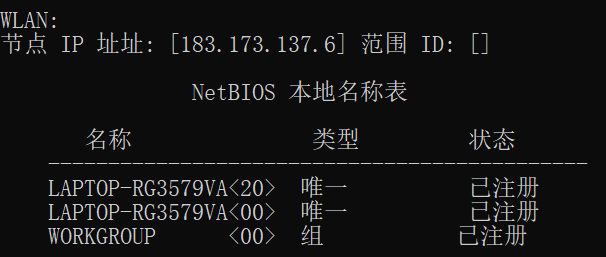 WLAN:
节点 IP 址址: [183.173.137.6] 范围 ID: []
NetBIOS 本地名称表
名称 类型 状态
---------------------------------------------
LAPTOP-RG3579VA<20> 唯一 已注册
LAPTOP-RG3579VA<00> 唯一 已注册
WORKGROUP <00> 组 已注册